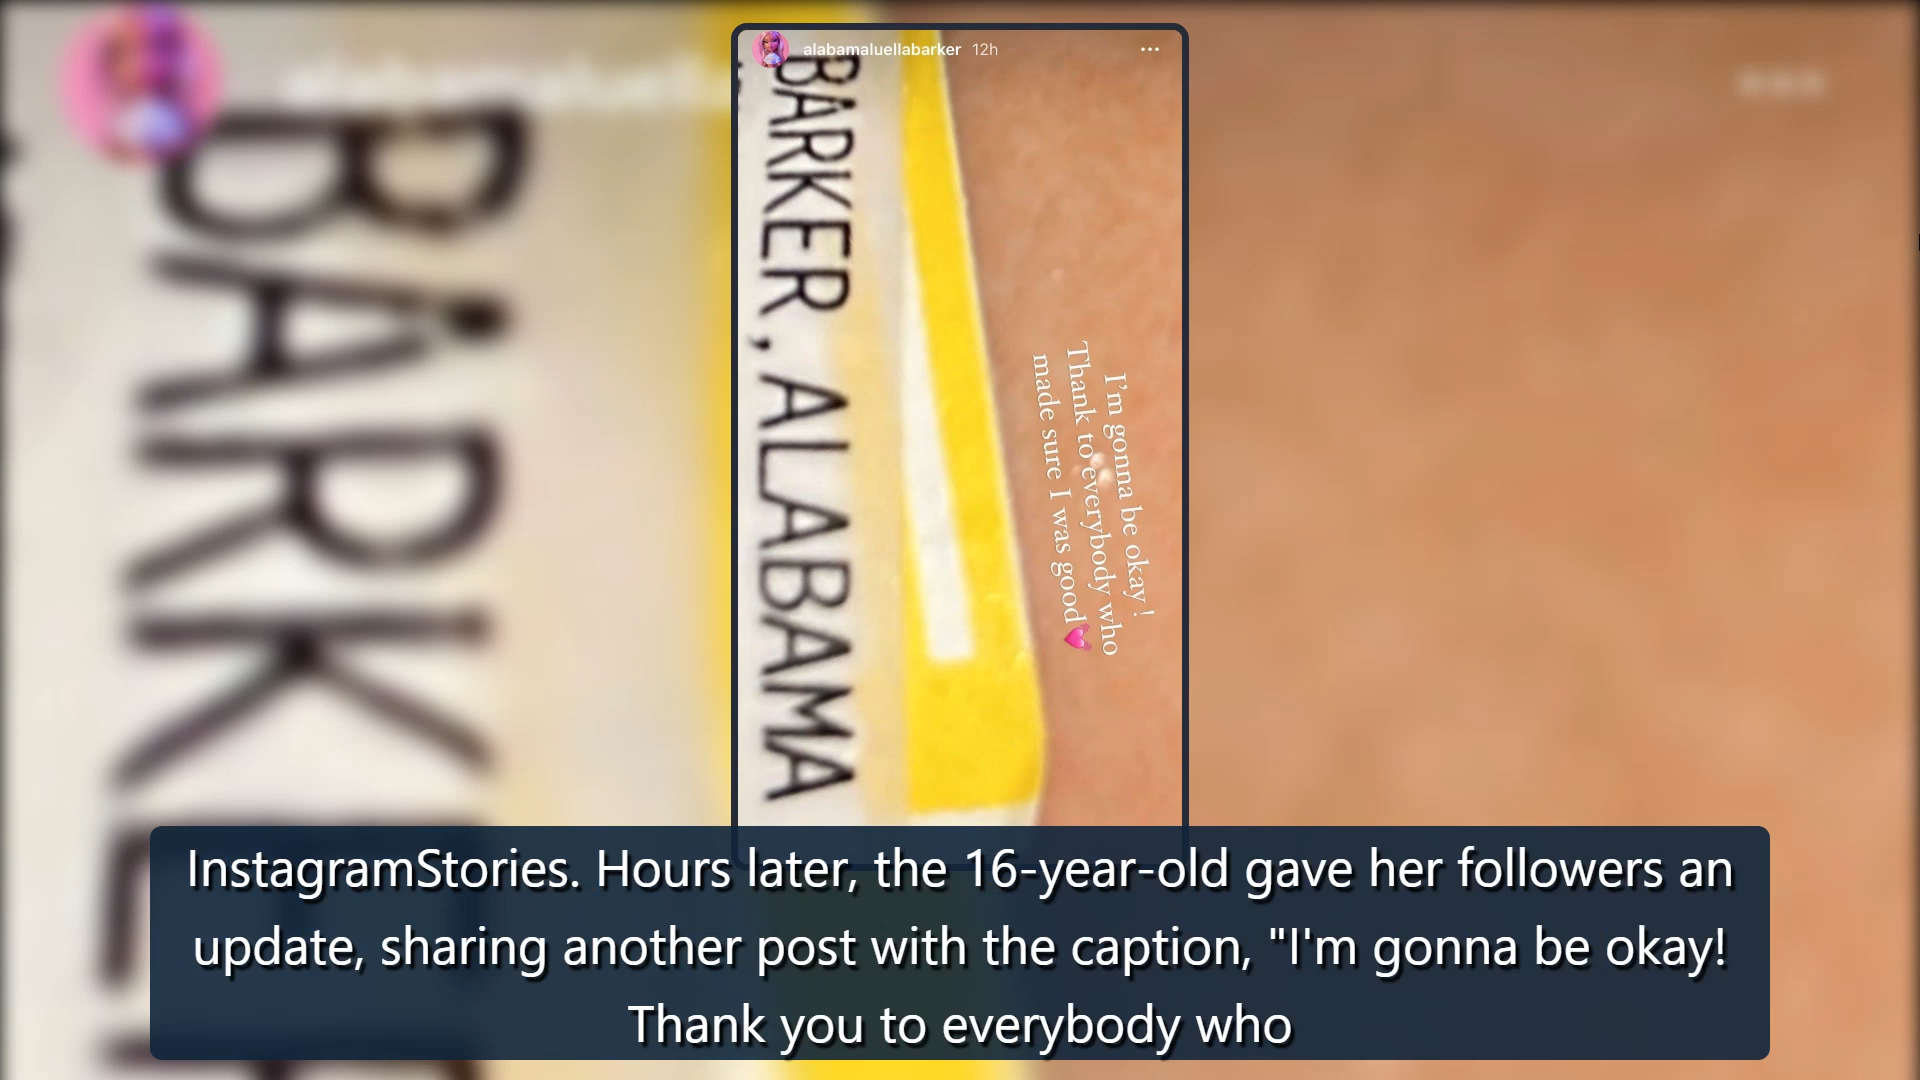 alabamaluellabarker 12h
BARKER, ALABAMA
I'm gonna be okay!
Thank to everybody who
made sure I was good
InstagramStories. Hours later, the 16-year-old gave her followers an
update, sharing another post with the caption, "I'm gonna be okay!
Thank you to everybody who